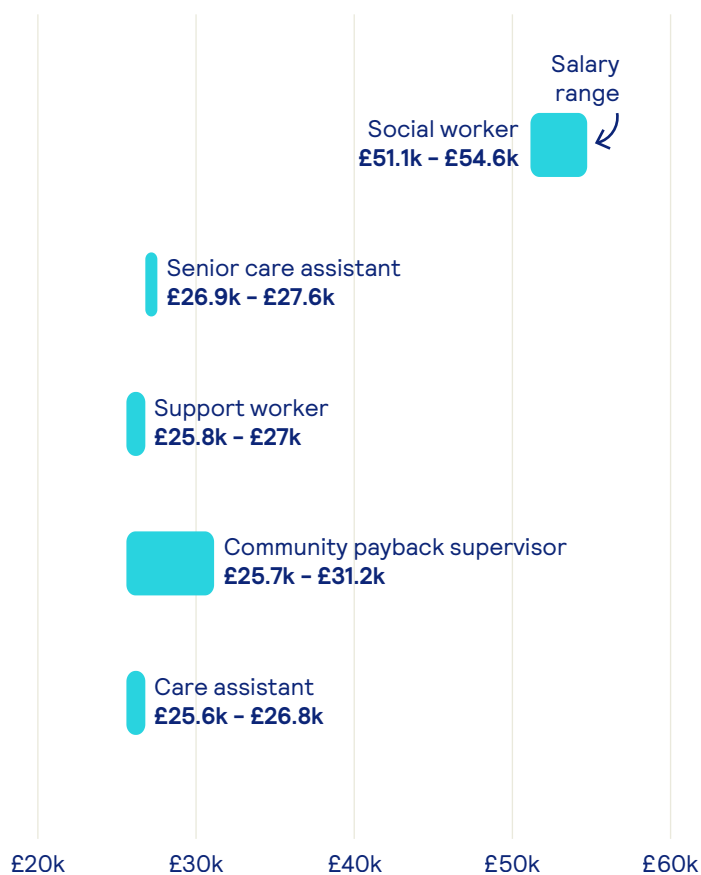 Salary
range
Social worker
£51.1k – £54.6k
Senior care assistant
£26.9k – £27.6k
Support worker
£25.8k – £27k
Community payback supervisor
£25.7k – £31.2k
Care assistant
£25.6k – £26.8k
£20k £30k £40k £50k £60k